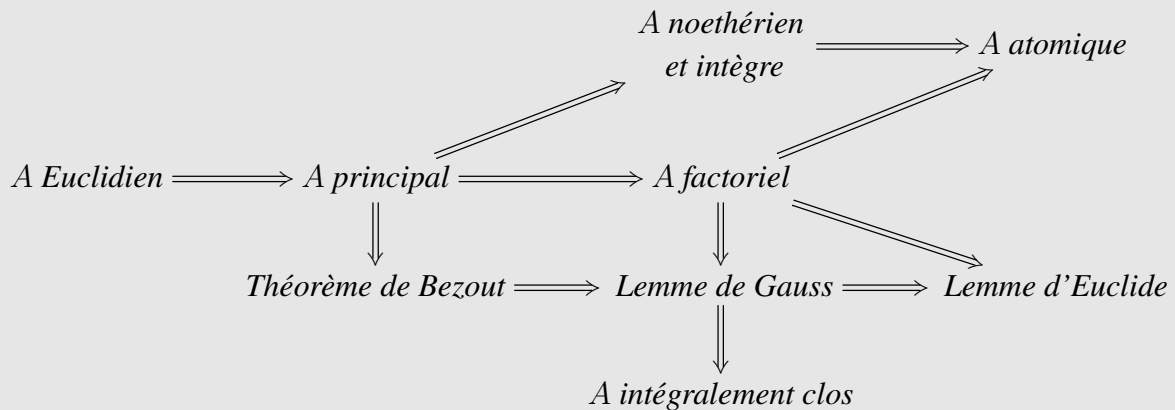 A noethérien
et intègre
A atomique
A Euclidien
A principal
A factoriel
Théorème de Bezout
Lemme de Gauss
Lemme d'Euclide
A intégralement clos